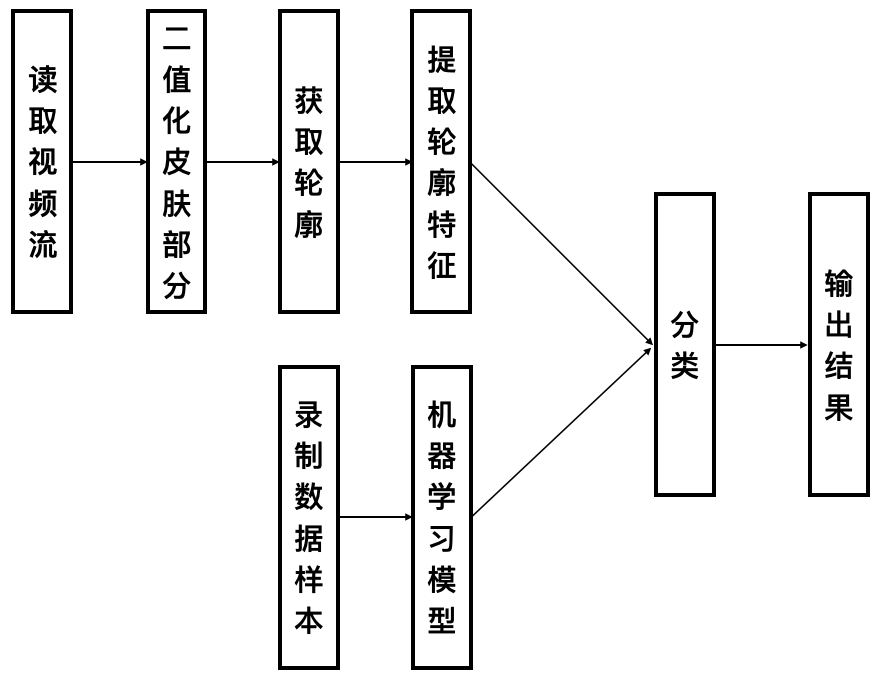 读取视频流
二值化皮肤部分
获取轮廓
提取轮廓特征
录制数据样本
机器学习模型
分类
输出结果